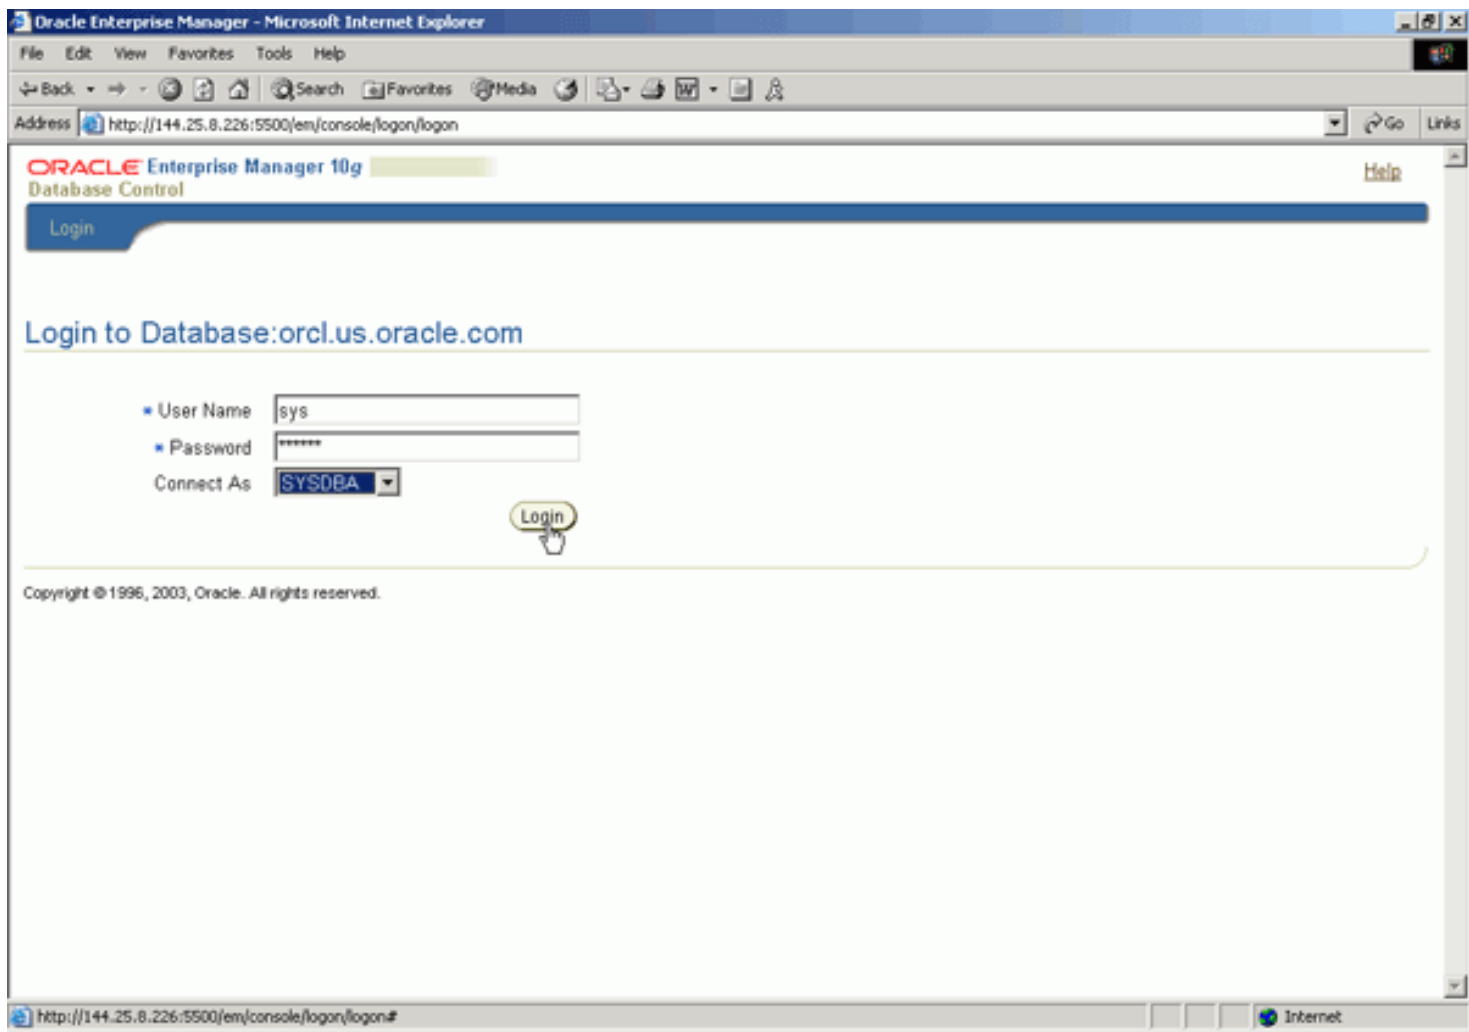 Oracle Enterprise Manager - Microsoft Internet Explorer
File Edit View Favorites Tools Help
Back Search Favorites Media
Address http://144.25.8.226:5500/em/console/logon/logon Go Links
ORACLE Enterprise Manager 10g
Database Control
Help
Login
Login to Database:orcl.us.oracle.com
* User Name sys
* Password ******
Connect As SYSDBA
Login
Copyright © 1996, 2003, Oracle. All rights reserved.
http://144.25.8.226:5500/em/console/logon/logon# Internet